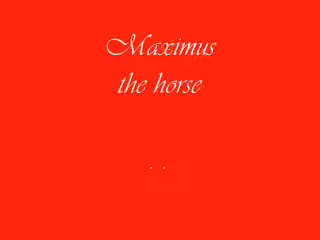 Maximus
the horse
. .